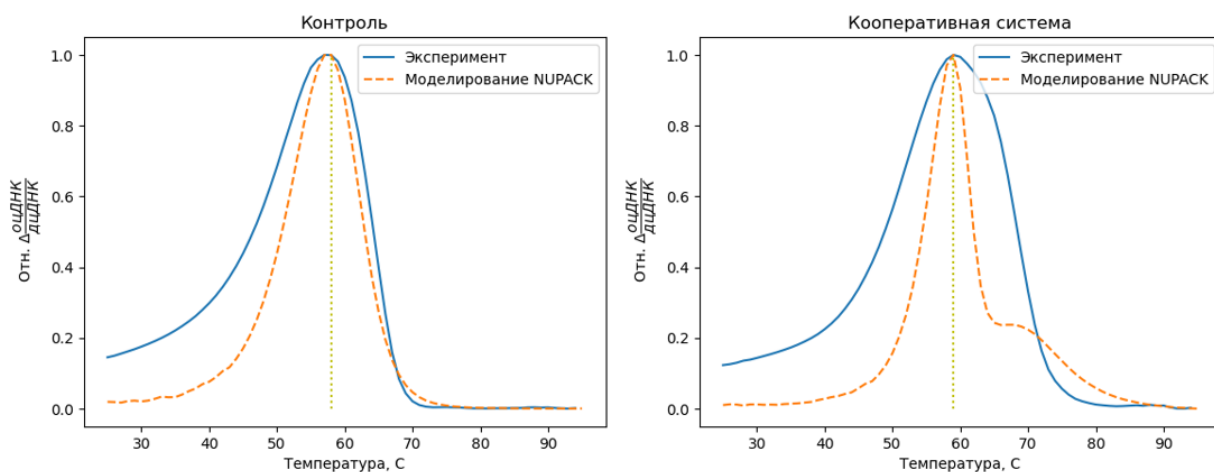 Контроль
Отн. Δ оцДНК/дцДНК
1.0
0.8
0.6
0.4
0.2
0.0
Эксперимент
Моделирование NUPACK
30 40 50 60 70 80 90
Температура, С
Кооперативная система
Отн. Δ оцДНК/дцДНК
1.0
0.8
0.6
0.4
0.2
0.0
Эксперимент
Моделирование NUPACK
30 40 50 60 70 80 90
Температура, С